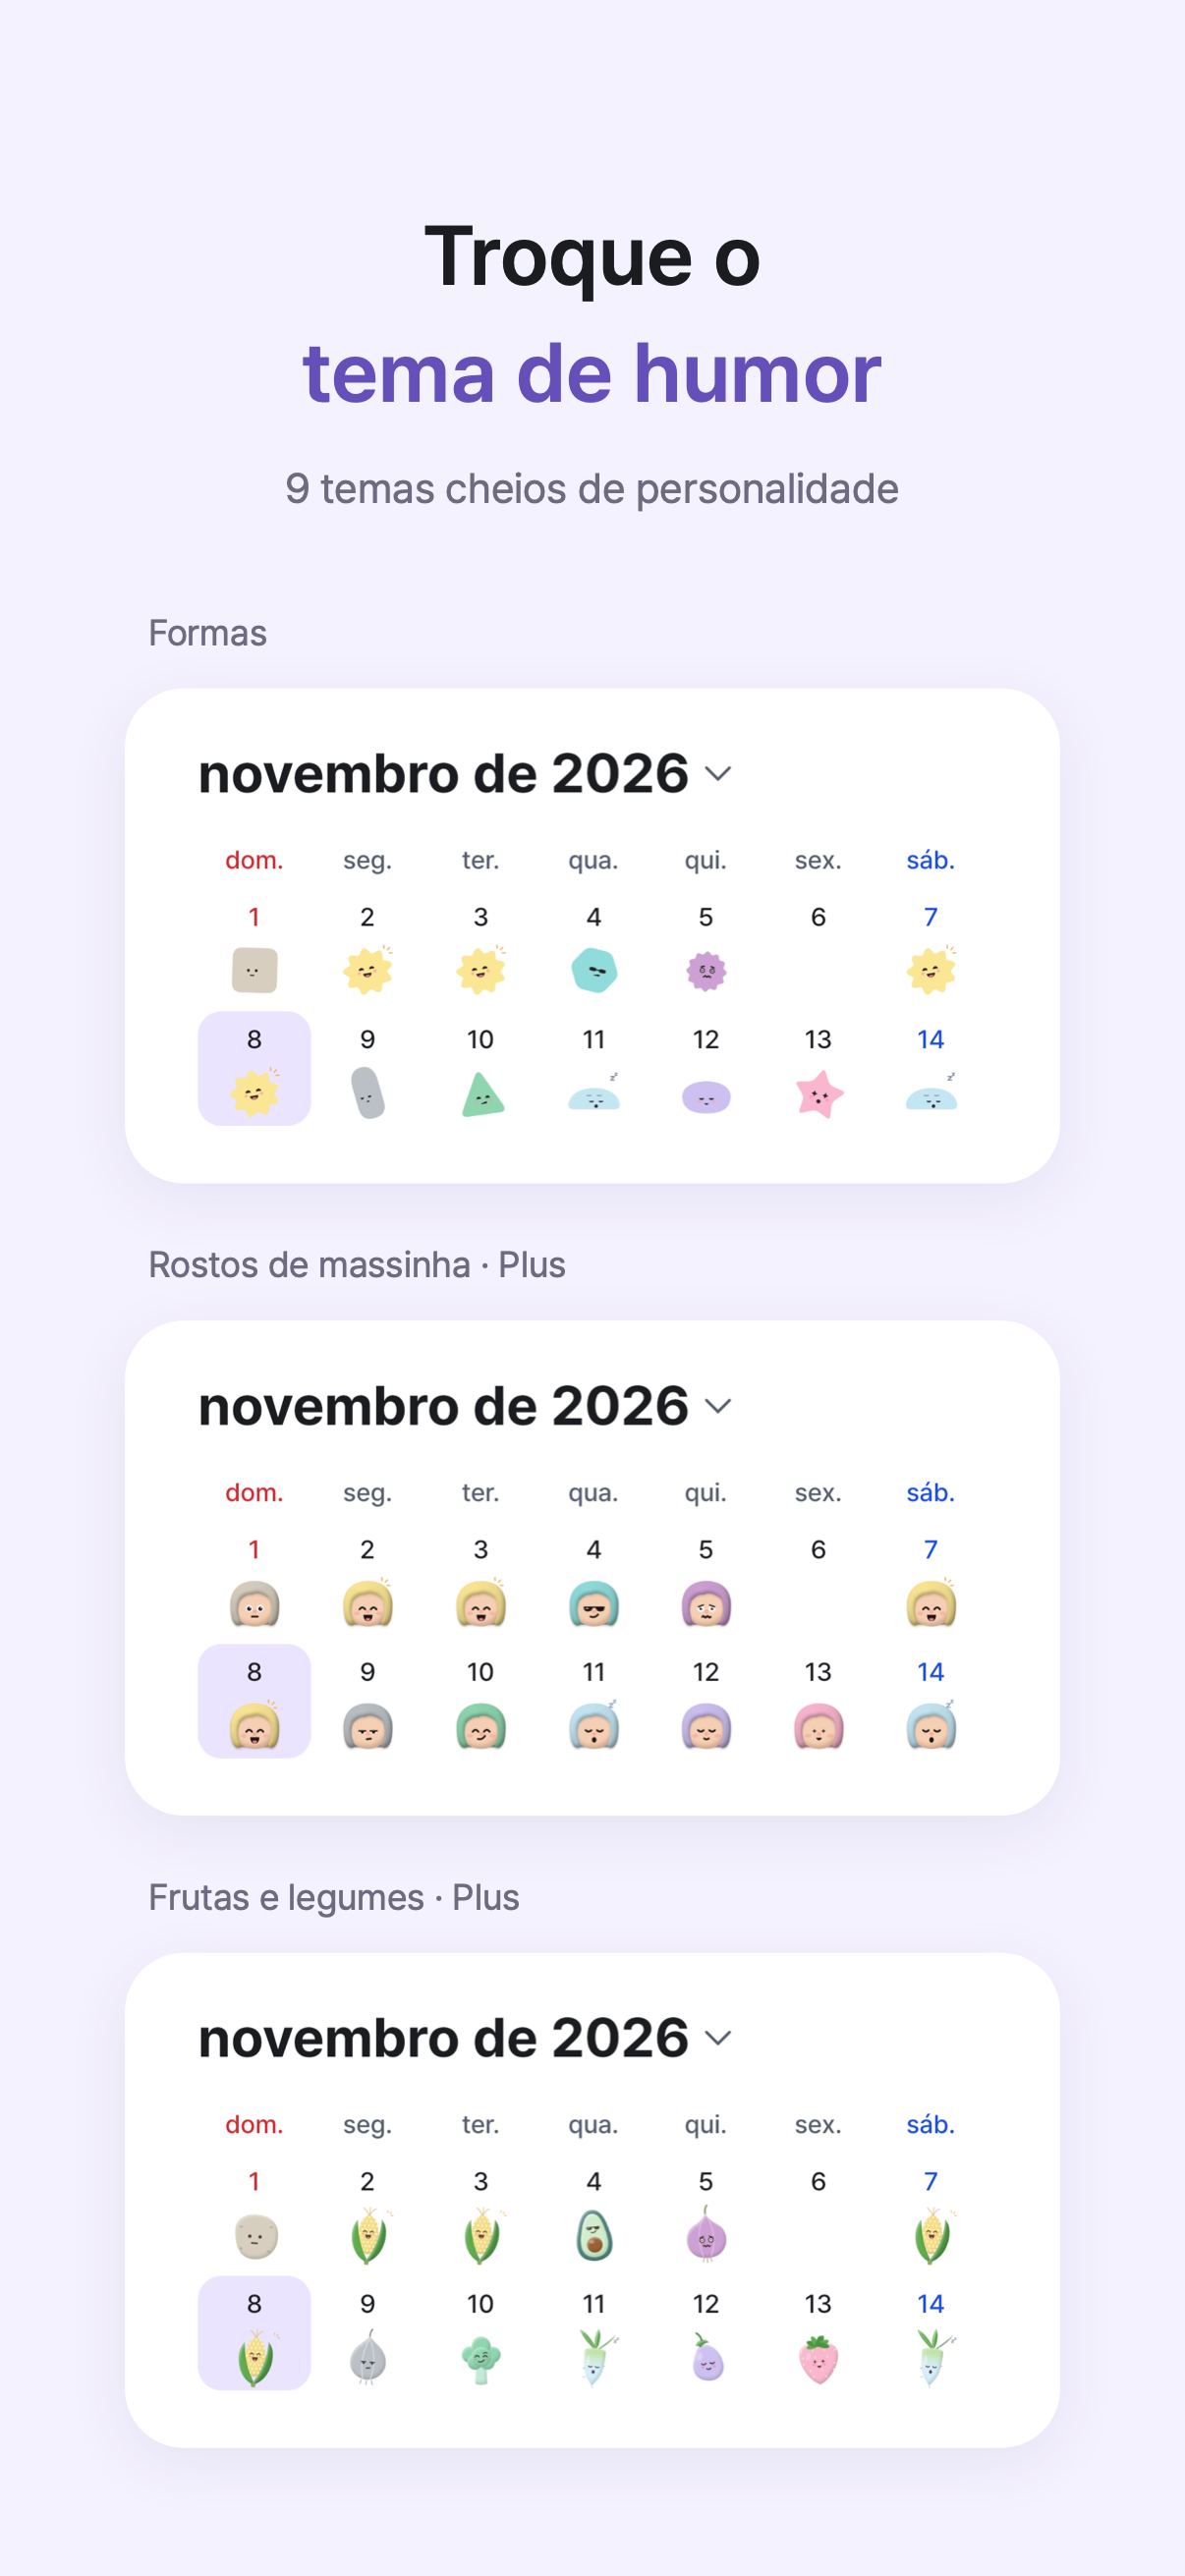 Troque o
tema de humor
9 temas cheios de personalidade
Formas
novembro de 2026
dom. seg. ter. qua. qui. sex. sáb.
1 2 3 4 5 6 7
8 9 10 11 12 13 14
Rostos de massinha · Plus
novembro de 2026
dom. seg. ter. qua. qui. sex. sáb.
1 2 3 4 5 6 7
8 9 10 11 12 13 14
Frutas e legumes · Plus
novembro de 2026
dom. seg. ter. qua. qui. sex. sáb.
1 2 3 4 5 6 7
8 9 10 11 12 13 14